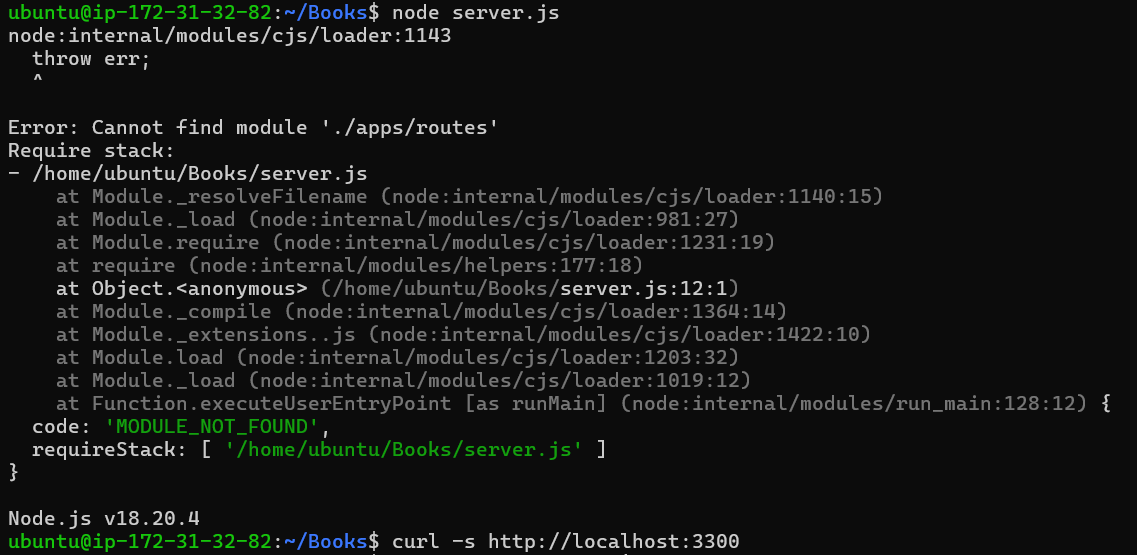 ubuntu@ip-172-31-32-82:~/Books$ node server.js
node:internal/modules/cjs/loader:1143
  throw err;
  ^

Error: Cannot find module './apps/routes'
Require stack:
- /home/ubuntu/Books/server.js
    at Module._resolveFilename (node:internal/modules/cjs/loader:1140:15)
    at Module._load (node:internal/modules/cjs/loader:981:27)
    at Module.require (node:internal/modules/cjs/loader:1231:19)
    at require (node:internal/modules/helpers:177:18)
    at Object.<anonymous> (/home/ubuntu/Books/server.js:12:1)
    at Module._compile (node:internal/modules/cjs/loader:1364:14)
    at Module._extensions..js (node:internal/modules/cjs/loader:1422:10)
    at Module.load (node:internal/modules/cjs/loader:1203:32)
    at Module._load (node:internal/modules/cjs/loader:1019:12)
    at Function.executeUserEntryPoint [as runMain] (node:internal/modules/run_main:128:12) {
  code: 'MODULE_NOT_FOUND',
  requireStack: [ '/home/ubuntu/Books/server.js' ]
}

Node.js v18.20.4
ubuntu@ip-172-31-32-82:~/Books$ curl -s http://localhost:3300